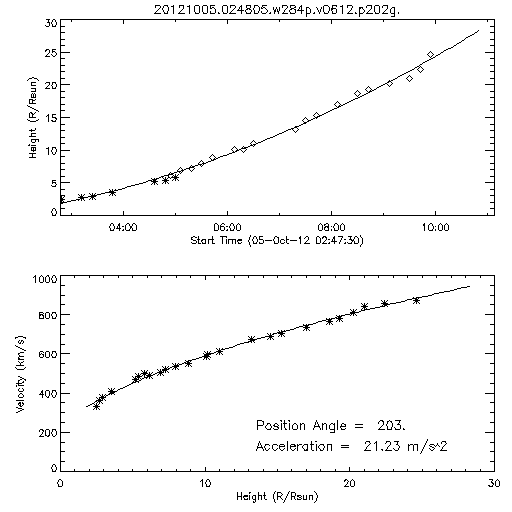 20121005.024805.w284p.v0612.p202g.
30
25
20
15
10
5
0
Height (R/Rsun)
04:00 06:00 08:00 10:00
Start Time (05-Oct-12 02:47:30)
1000
800
600
400
200
0
Velocity (km/s)
Position Angle = 203.
Acceleration = 21.23 m/s^2
0 10 20 30
Height (R/Rsun)